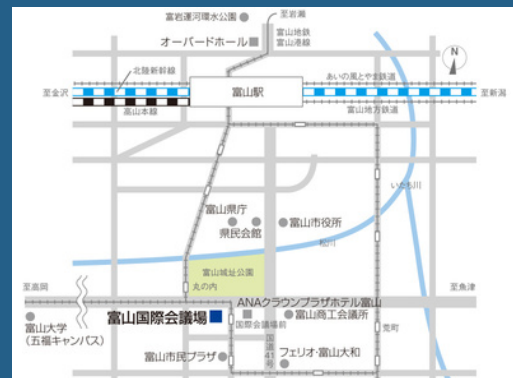 富岩運河環水公園
至岩瀬
オーバードホール
富山地鉄
富山港線
N
北陸新幹線
あいの風とやま鉄道
至金沢
富山駅
至新潟
高山本線
富山地方鉄道
いたち川
富山県庁
県民会館
富山市役所
松川
富山城址公園
至高岡
丸の内
至魚津
ANAクラウンプラザホテル富山
富山国際会議場
国際会議場前
富山商工会議所
富山大学
(五福キャンパス)
国道41号
荒町
富山市民プラザ
フェリオ・富山大和